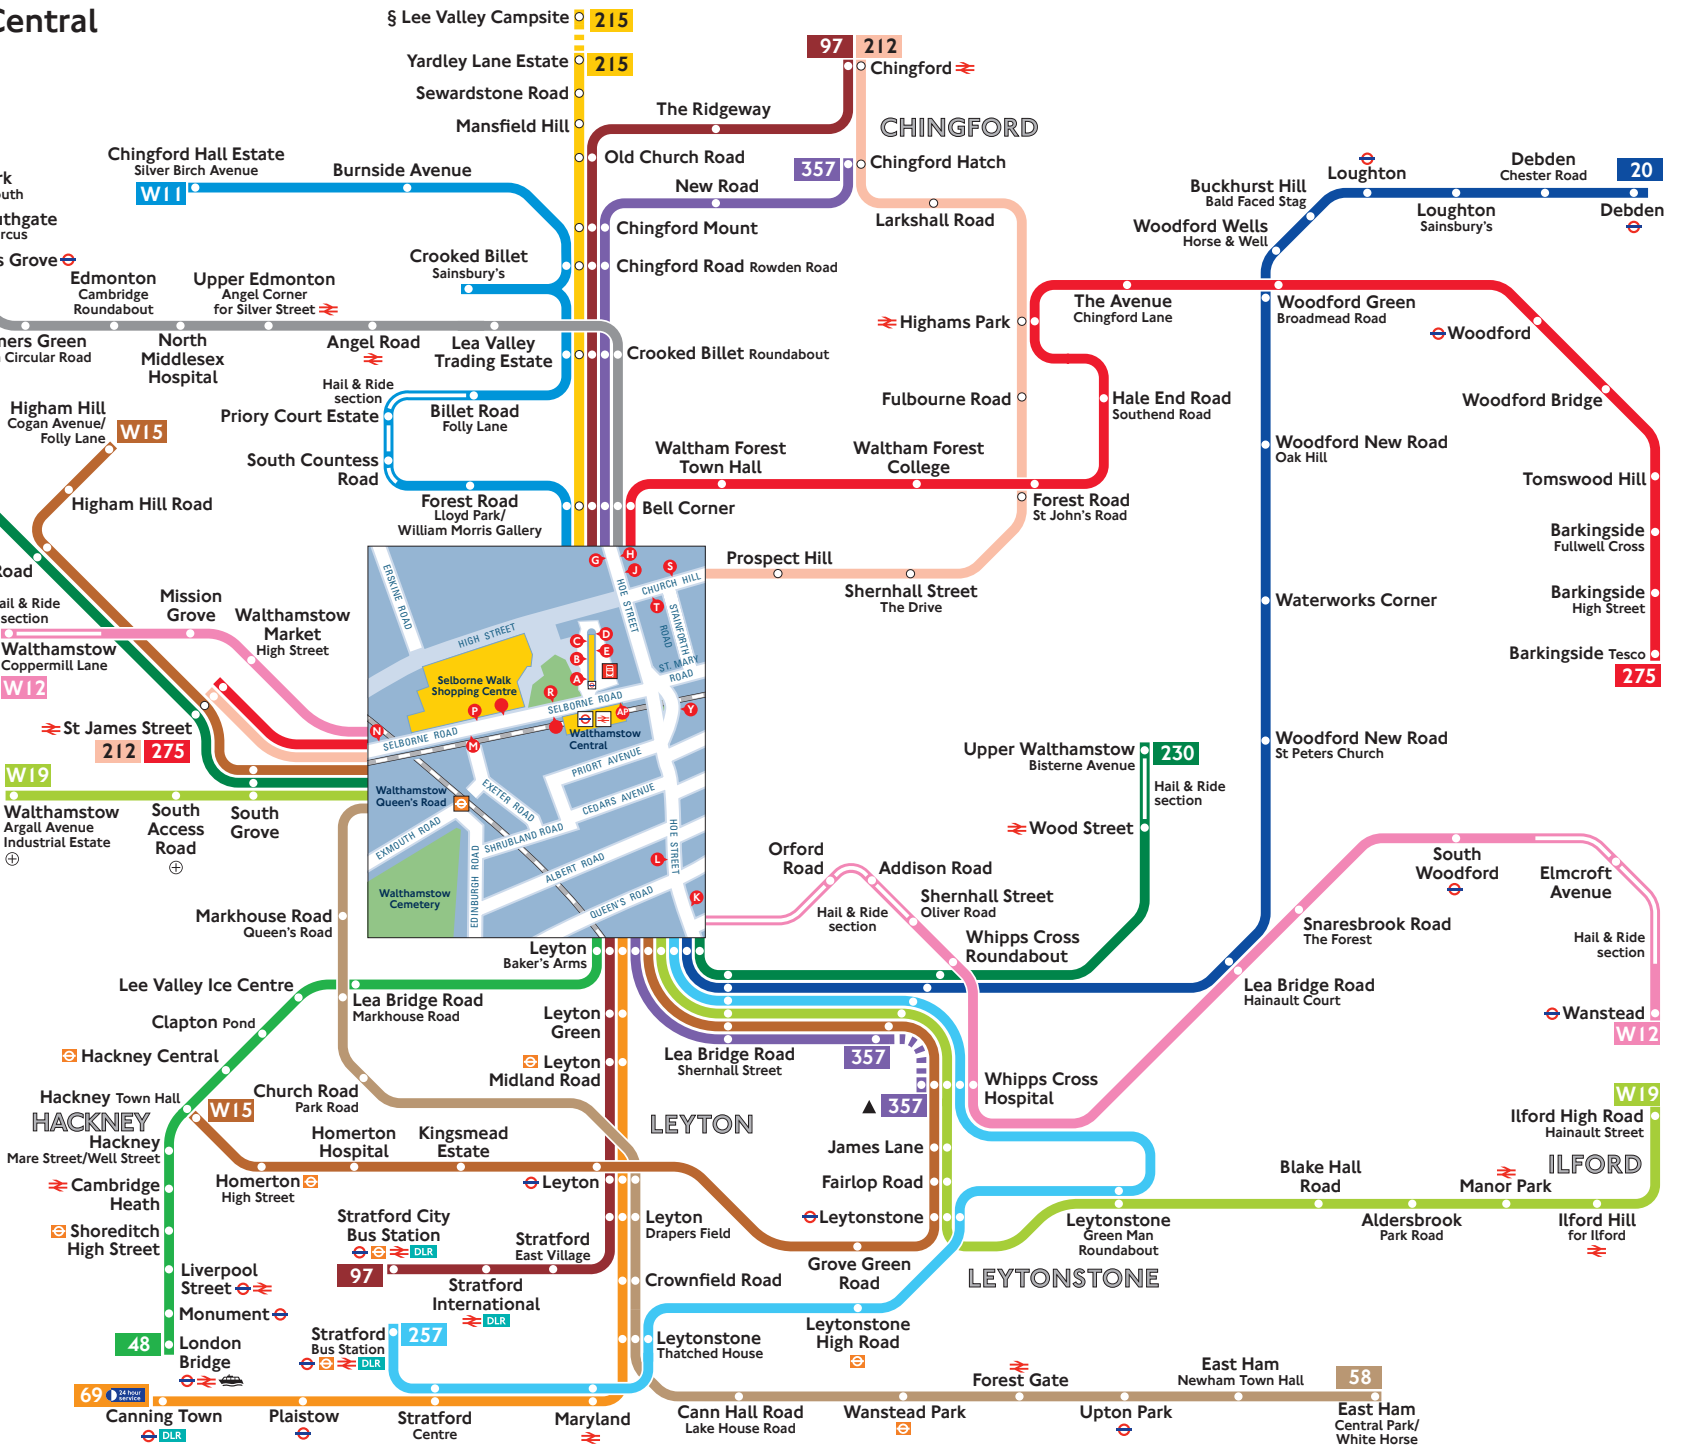 Central
§ Lee Valley Campsite
215
Yardley Lane Estate
215
Sewardstone Road
Mansfield Hill
97
212
Chingford
The Ridgeway
CHINGFORD
Old Church Road
357
Chingford Hatch
New Road
Larkshall Road
Chingford Mount
Chingford Road Rowden Road
Chingford Hall Estate
Silver Birch Avenue
W11
Burnside Avenue
Crooked Billet
Sainsbury's
rk
outh
uthgate
rcus
s Grove
Edmonton
Cambridge
Roundabout
Upper Edmonton
Angel Corner
for Silver Street
ners Green
Circular Road
North
Middlesex
Hospital
Angel Road
Lea Valley
Trading Estate
Crooked Billet Roundabout
Hail & Ride
section
Priory Court Estate
Billet Road
Folly Lane
South Countess
Road
Forest Road
Lloyd Park/
William Morris Gallery
Higham Hill
Cogan Avenue/
Folly Lane
W15
Higham Hill Road
Bell Corner
Waltham Forest
Town Hall
Waltham Forest
College
Highams Park
Fulbourne Road
The Avenue
Chingford Lane
Hale End Road
Southend Road
Forest Road
St John's Road
Prospect Hill
Shernhall Street
The Drive
Loughton
Debden
Chester Road
20
Buckhurst Hill
Bald Faced Stag
Loughton
Sainsbury's
Debden
Woodford Wells
Horse & Well
Woodford Green
Broadmead Road
Woodford
Woodford Bridge
Woodford New Road
Oak Hill
Tomswood Hill
Barkingside
Fullwell Cross
Waterworks Corner
Barkingside
High Street
Barkingside Tesco
275
Woodford New Road
St Peters Church
Road
ail & Ride
section
Walthamstow
Coppermill Lane
W12
Mission
Grove
Walthamstow
Market
High Street
St James Street
212
275
W19
Walthamstow
Argall Avenue
Industrial Estate
South
Access
Road
South
Grove
ERSKINE ROAD
HIGH STREET
HOE STREET
CHURCH HILL
STAINFORTH
ROAD
ST. MARY
ROAD
G
H
J
S
T
C
D
E
B
A
R
P
N
M
AP
Y
L
K
Selborne Walk
Shopping Centre
SELBORNE ROAD
SELBORNE ROAD
Walthamstow
Central
PRIORT AVENUE
CEDARS AVENUE
EXETER ROAD
Walthamstow
Queen's Road
EXMOUTH ROAD
SHRUBLAND ROAD
ALBERT ROAD
HOE STREET
EDINBURGH ROAD
QUEEN'S ROAD
Walthamstow
Cemetery
Upper Walthamstow
Bisterne Avenue
230
Hail & Ride
section
Wood Street
Orford
Road
Addison Road
Hail & Ride
section
Shernhall Street
Oliver Road
Whipps Cross
Roundabout
South
Woodford
Elmcroft
Avenue
Snaresbrook Road
The Forest
Hail & Ride
section
Lea Bridge Road
Hainault Court
Wanstead
W12
Markhouse Road
Queen's Road
Leyton
Baker's Arms
Lee Valley Ice Centre
Lea Bridge Road
Markhouse Road
Clapton Pond
Leyton
Green
Hackney Central
Leyton
Midland Road
Lea Bridge Road
Shernhall Street
357
357
Whipps Cross
Hospital
Hackney Town Hall
HACKNEY
W15
Church Road
Park Road
LEYTON
Hackney
Mare Street/Well Street
Homerton
Hospital
Kingsmead
Estate
James Lane
Cambridge
Heath
Homerton
High Street
Leyton
Fairlop Road
Shoreditch
High Street
Stratford City
Bus Station
DLR
Leyton
Drapers Field
Leytonstone
W19
Ilford High Road
Hainault Street
ILFORD
Blake Hall
Road
Manor Park
Leytonstone
Green Man
Roundabout
Aldersbrook
Park Road
Ilford Hill
for Ilford
Stratford
East Village
Liverpool
Street
97
Stratford
International
DLR
Crownfield Road
Grove Green
Road
LEYTONSTONE
Monument
48
London
Bridge
Stratford
Bus Station
DLR
257
Leytonstone
Thatched House
Leytonstone
High Road
69
24 hour
service
Canning Town
DLR
Plaistow
Stratford
Centre
Maryland
Cann Hall Road
Lake House Road
Wanstead Park
Forest Gate
Upton Park
East Ham
Newham Town Hall
58
East Ham
Central Park/
White Horse